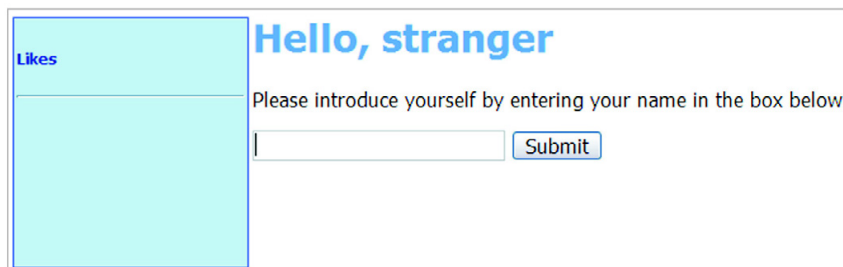 Likes
Hello, stranger
Please introduce yourself by entering your name in the box below
Submit